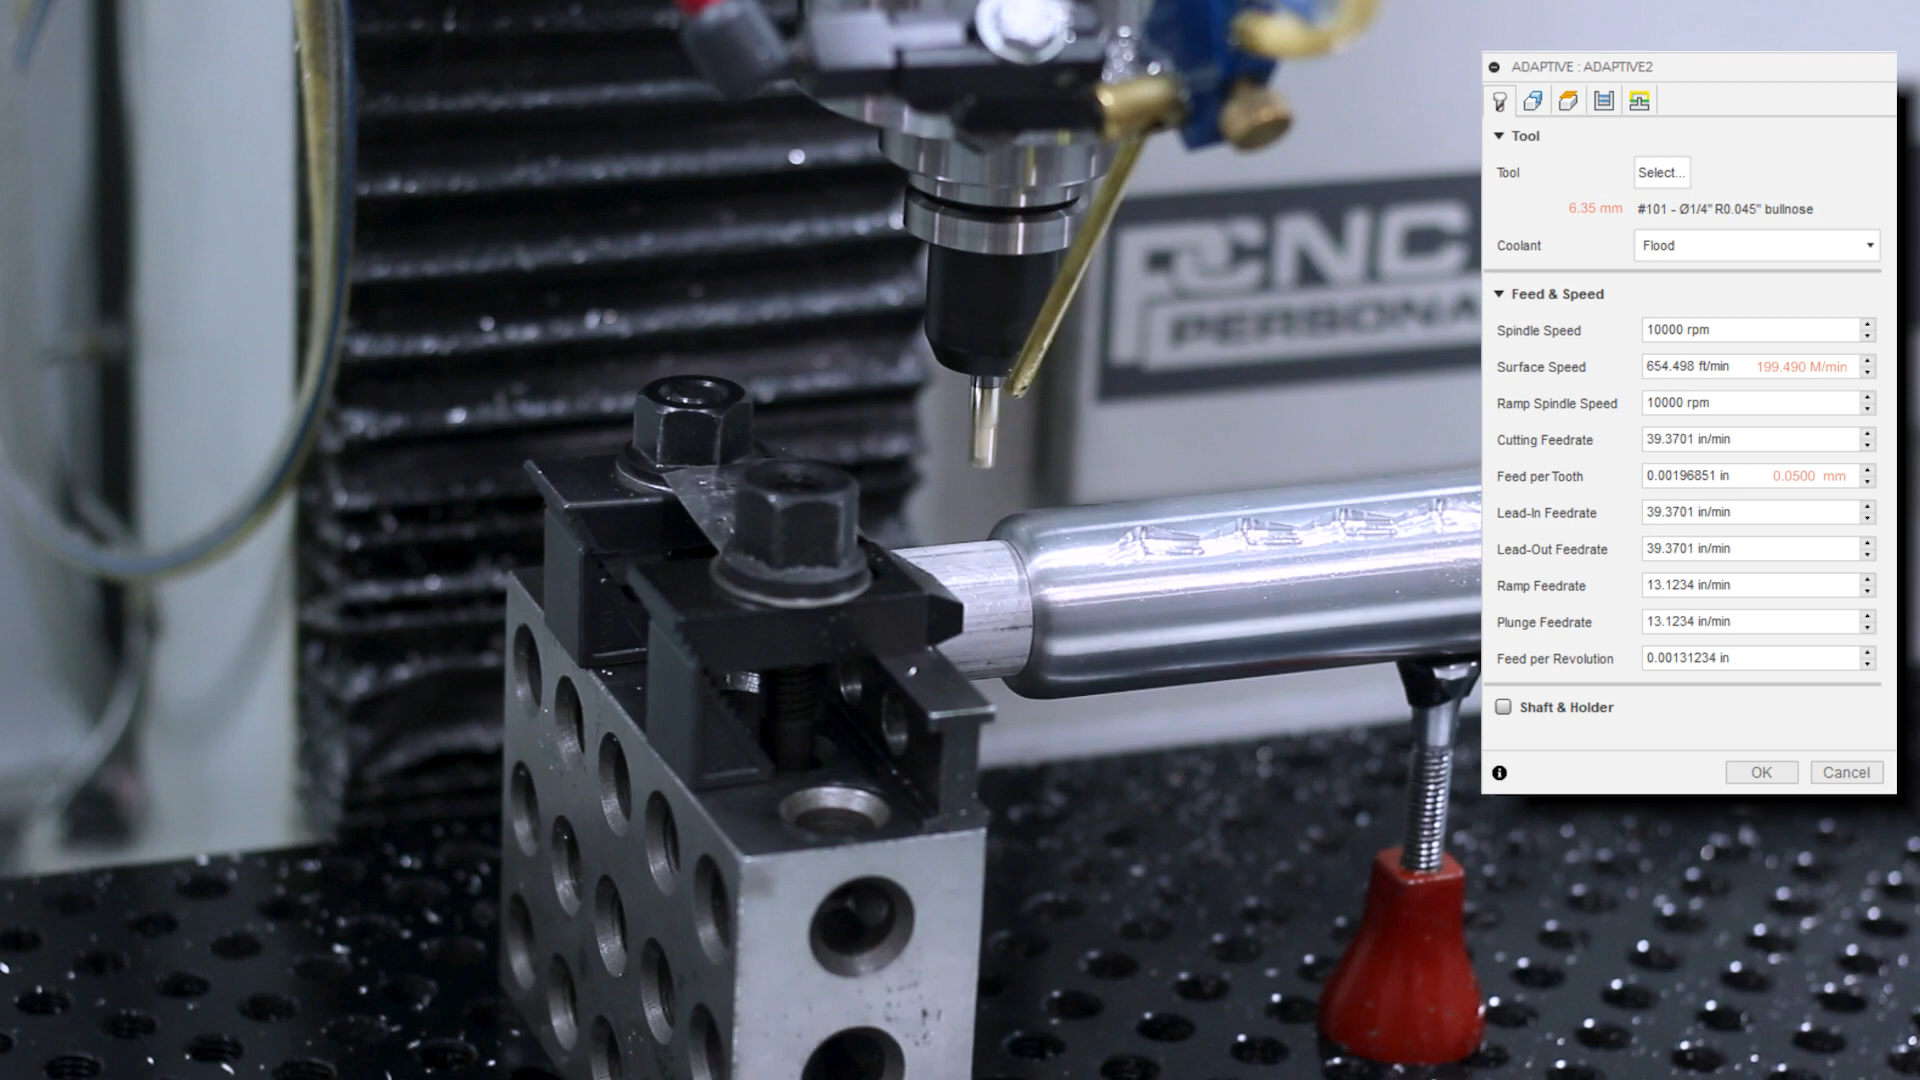 PCNC
PERSONA
ADAPTIVE : ADAPTIVE2
Tool
Tool Select...
6.35 mm #101 - Ø1/4" R0.045" bullnose
Coolant Flood
Feed & Speed
Spindle Speed 10000 rpm
Surface Speed 654.498 ft/min 199.490 M/min
Ramp Spindle Speed 10000 rpm
Cutting Feedrate 39.3701 in/min
Feed per Tooth 0.00196851 in 0.0500 mm
Lead-In Feedrate 39.3701 in/min
Lead-Out Feedrate 39.3701 in/min
Ramp Feedrate 13.1234 in/min
Plunge Feedrate 13.1234 in/min
Feed per Revolution 0.00131234 in
Shaft & Holder
OK Cancel